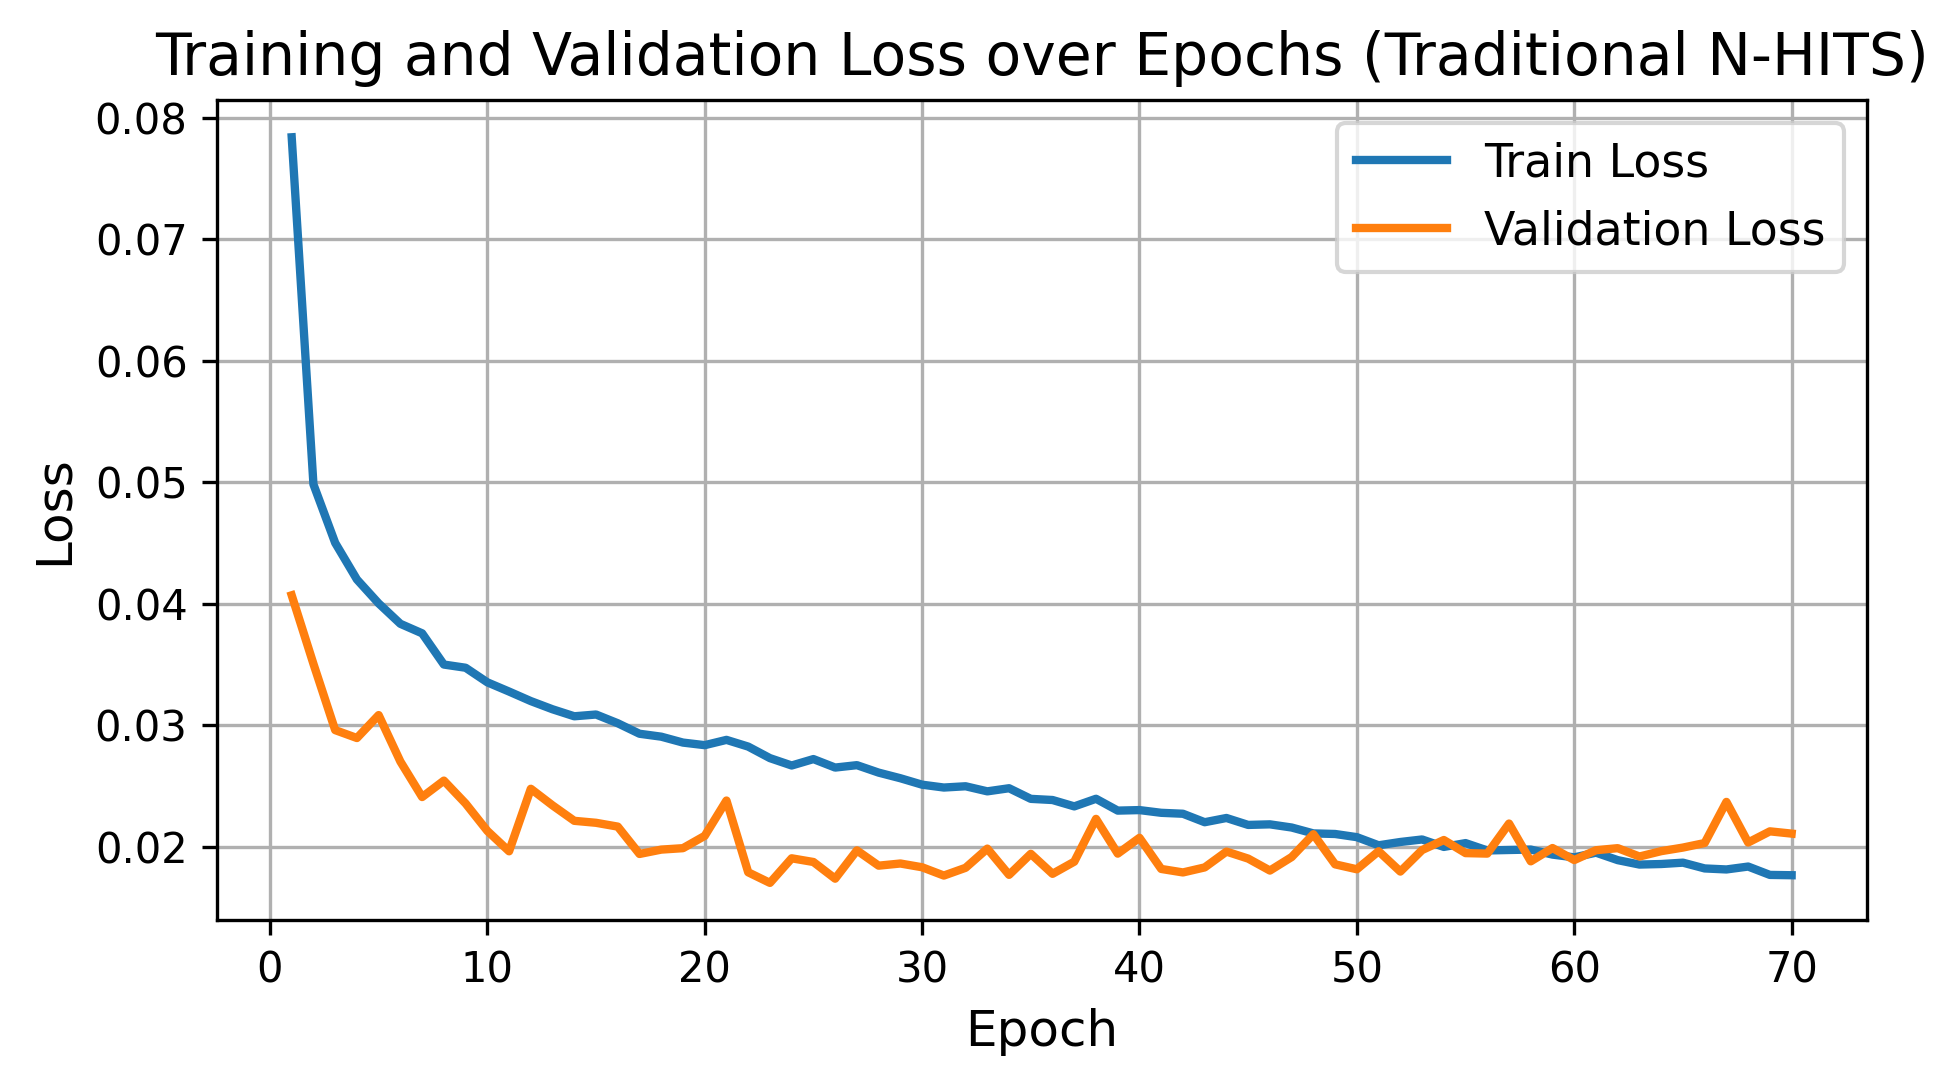 Training and Validation Loss over Epochs (Traditional N-HITS)
Train Loss
Validation Loss
0.08
0.07
0.06
0.05
0.04
0.03
0.02
Loss
0 10 20 30 40 50 60 70
Epoch